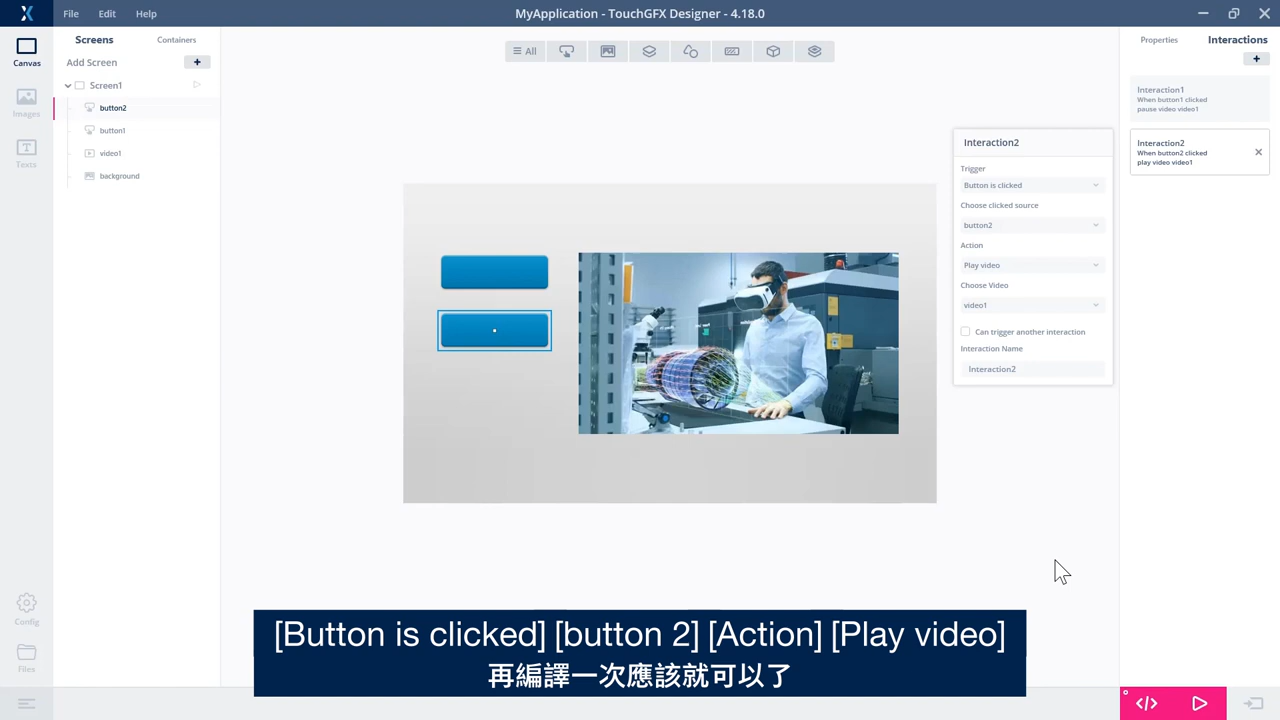 File Edit Help
MyApplication - TouchGFX Designer - 4.18.0
Canvas
Images
Texts
Config
Files
Screens Containers
Add Screen
Screen1
button2
button1
video1
background
All
Interaction2
Trigger
Button is clicked
Choose clicked source
button2
Action
Play video
Choose Video
video1
Can trigger another interaction
Interaction Name
Interaction2
Properties Interactions
Interaction1
When button1 clicked
pause video video1
Interaction2
When button2 clicked
play video video1
[Button is clicked] [button 2] [Action] [Play video]
再編譯一次應該就可以了